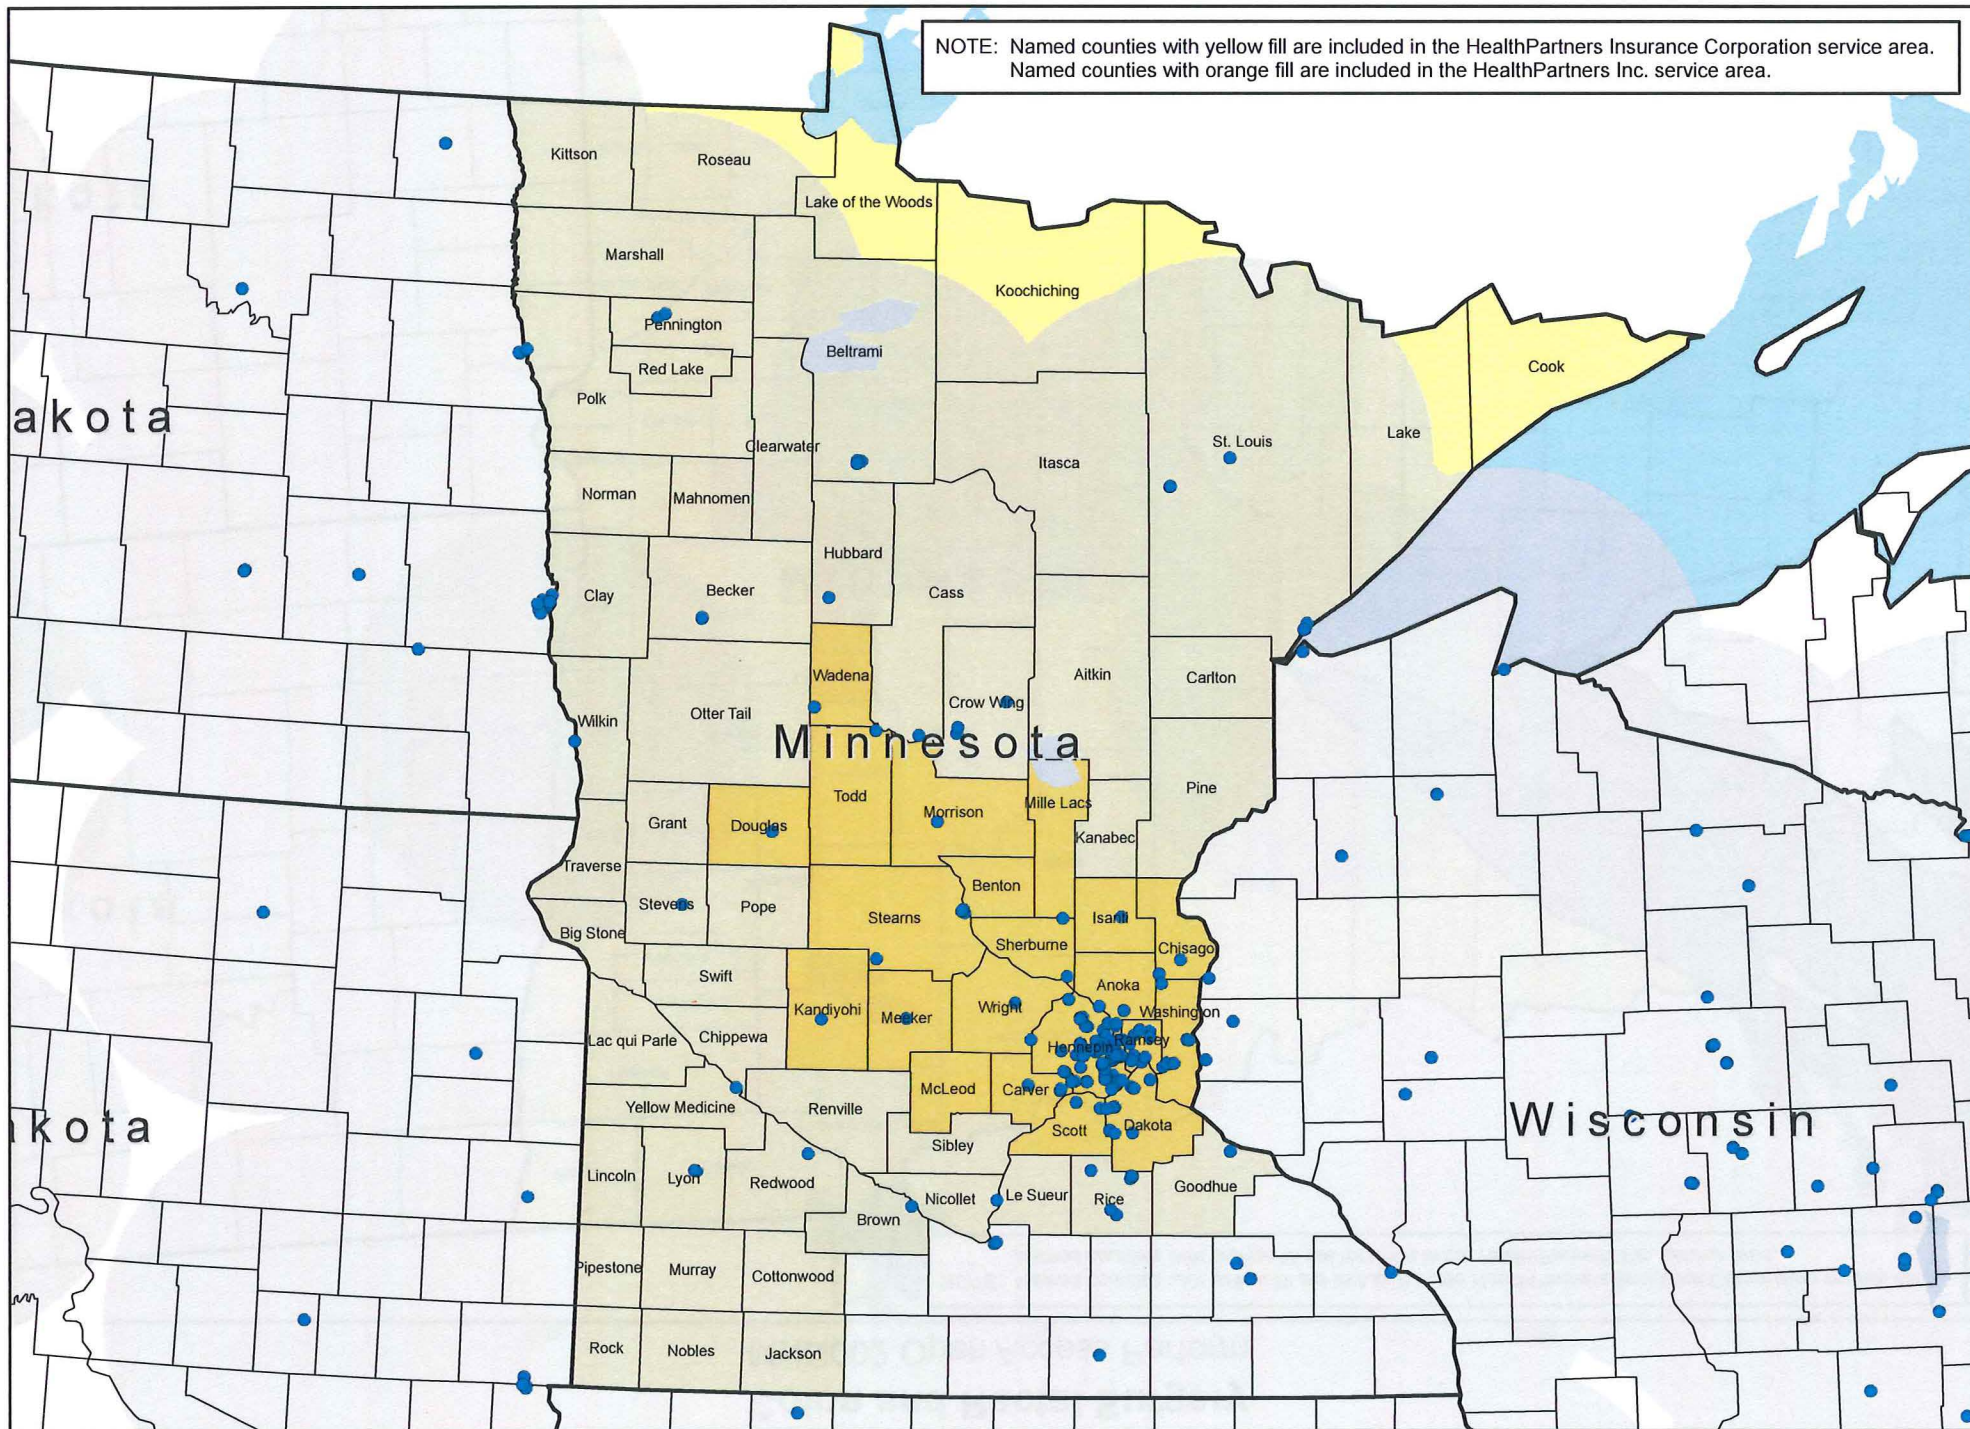 NOTE: Named counties with yellow fill are included in the HealthPartners Insurance Corporation service area.
Named counties with orange fill are included in the HealthPartners Inc. service area.
Kittson
Roseau
Lake of the Woods
Marshall
Koochiching
Pennington
Beltrami
Red Lake
Cook
Polk
akota
Lake
Clearwater
St. Louis
Itasca
Norman
Mahnomen
Hubbard
Becker
Clay
Cass
Wadena
Aitkin
Carlton
Crow Wing
Otter Tail
Wilkin
Minnesota
Pine
Todd
Mille Lacs
Morrison
Grant
Douglas
Kanabec
Traverse
Benton
Stevens
Pope
Stearns
Isanti
Big Stone
Sherburne
Chisago
Swift
Anoka
Kandiyohi
Wright
Washington
Meeker
Chippewa
Lac qui Parle
Ramsey
Hennepin
McLeod
Carver
Yellow Medicine
Renville
Wisconsin
kota
Dakota
Scott
Sibley
Lincoln
Lyon
Redwood
Goodhue
Le Sueur
Nicollet
Rice
Brown
Pipestone
Murray
Cottonwood
Rock
Nobles
Jackson